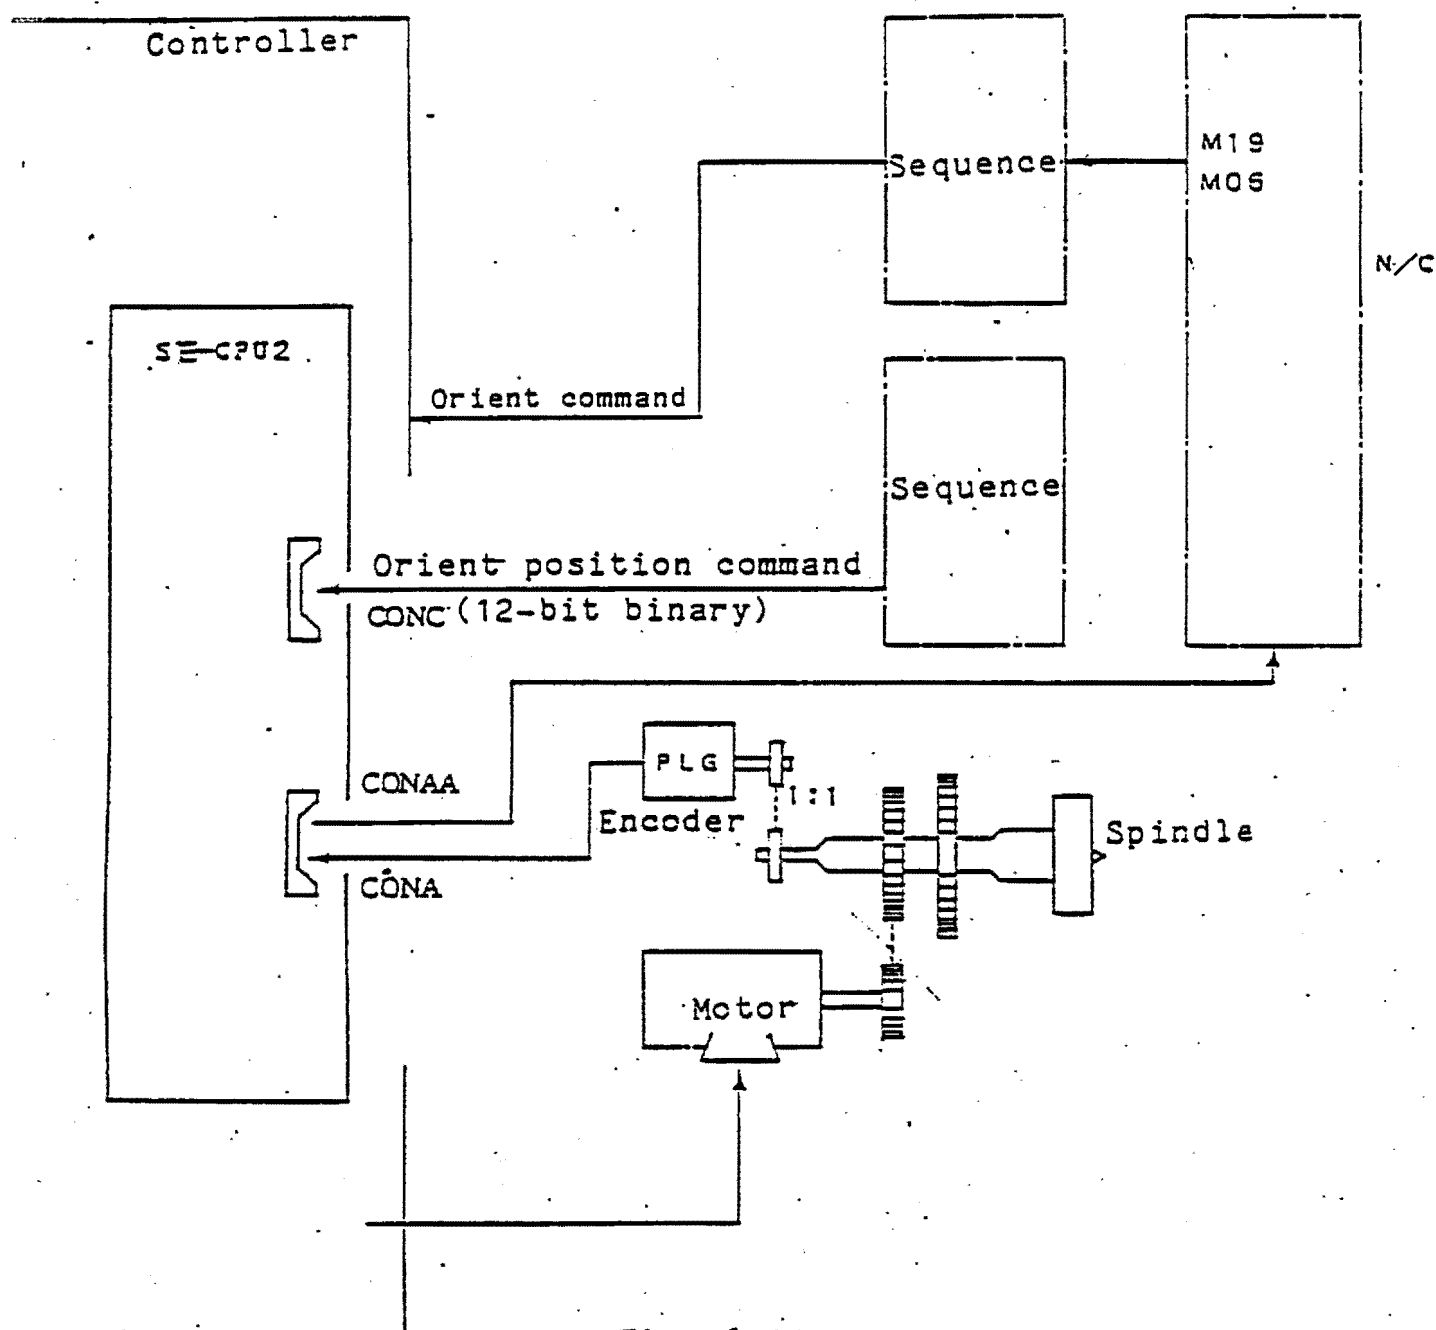 Controller
Sequence
M19
M06
N/C
SE-CPU2
Orient command
Sequence
Orient position command
CONC (12-bit binary)
PLG
CONAA
1:1
Encoder
Spindle
CONA
Motor